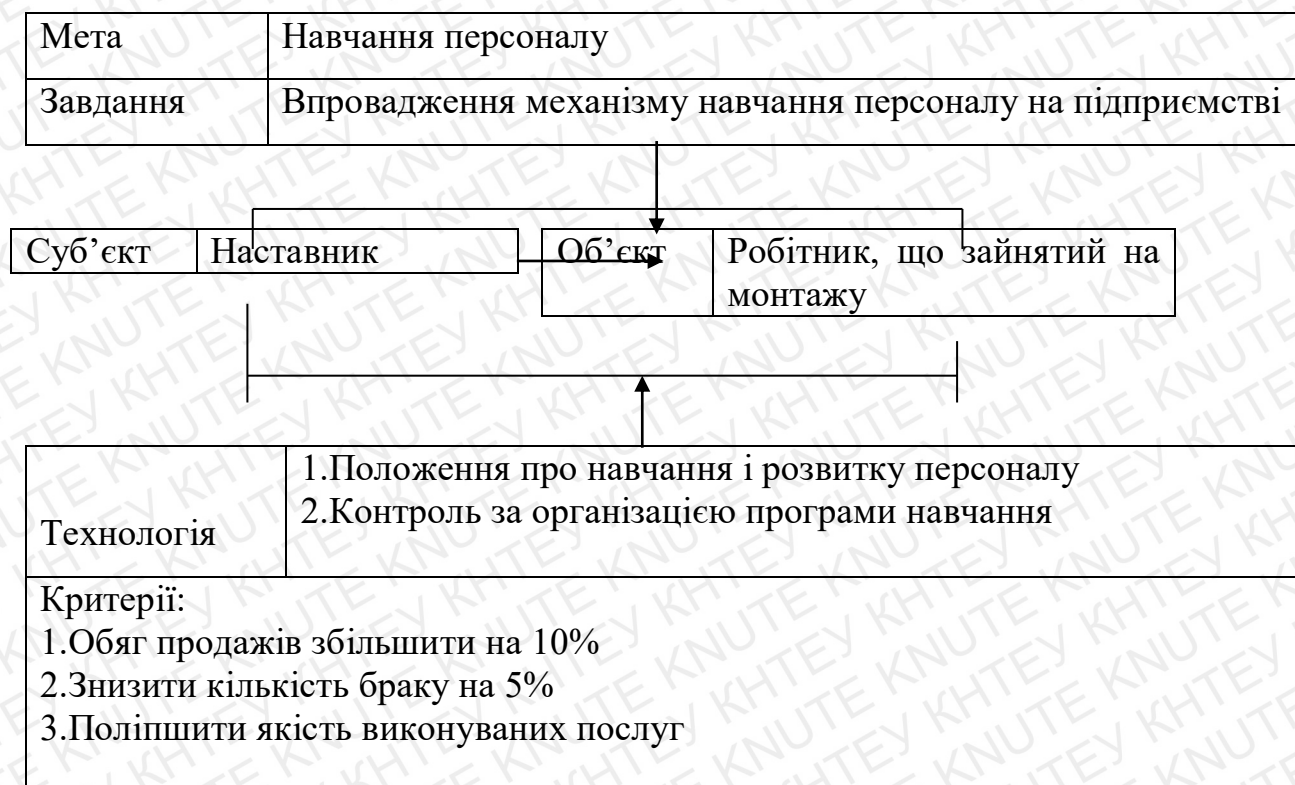 Мета Навчання персоналу
Завдання Впровадження механізму навчання персоналу на підприємстві
Суб’єкт Наставник Об’єкт Робітник, що зайнятий на
монтажу
1.Положення про навчання і розвитку персоналу
2.Контроль за організацією програми навчання
Технологія
Критерії:
1.Обяг продажів збільшити на 10%
2.Знизити кількість браку на 5%
3.Поліпшити якість виконуваних послуг